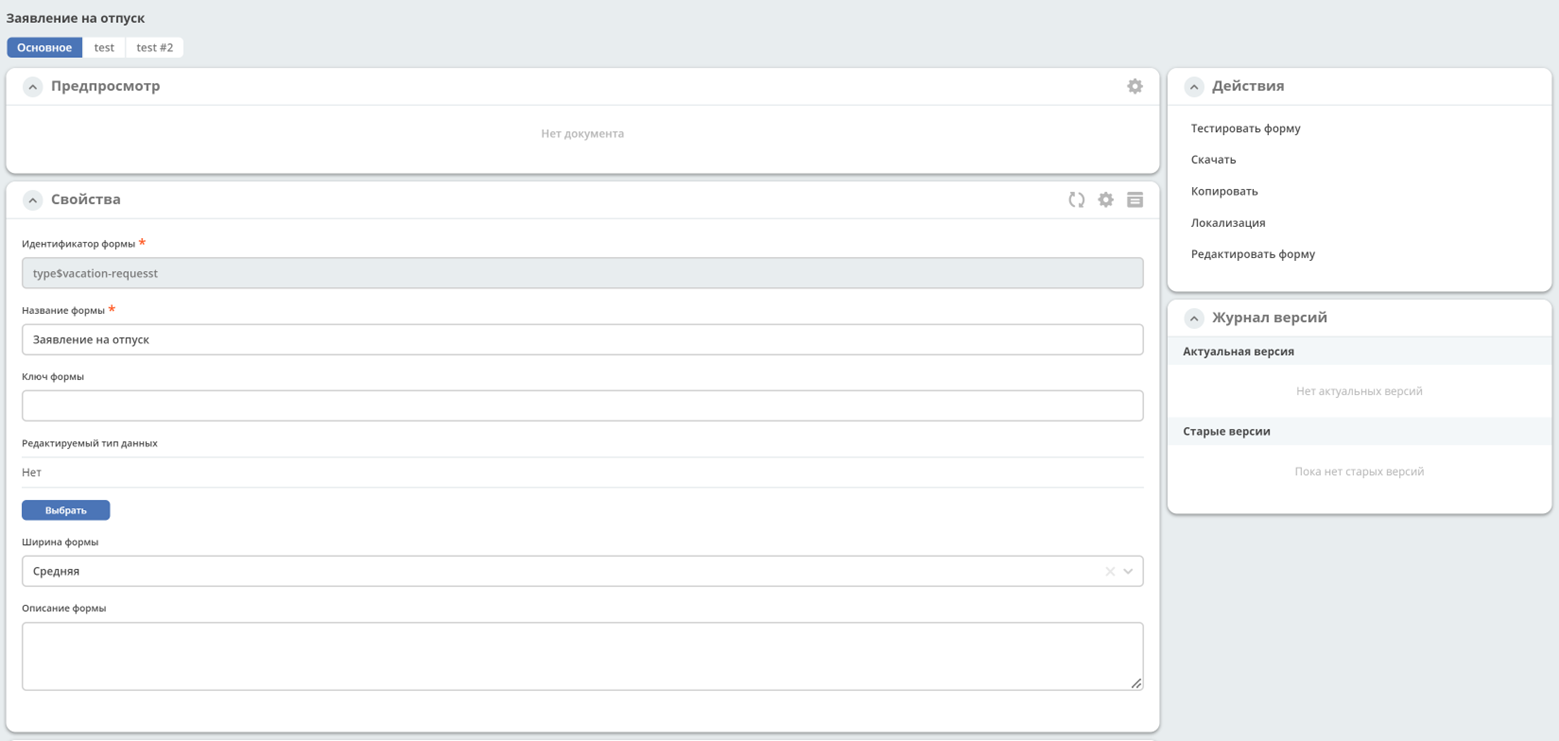 Заявление на отпуск
Основное test test #2
Предпросмотр
Нет документа
Свойства
Идентификатор формы *
type$vacation-requesst
Название формы *
Заявление на отпуск
Ключ формы
Редактируемый тип данных
Нет
Выбрать
Ширина формы
Средняя
Описание формы
Действия
Тестировать форму
Скачать
Копировать
Локализация
Редактировать форму
Журнал версий
Актуальная версия
Нет актуальных версий
Старые версии
Пока нет старых версий